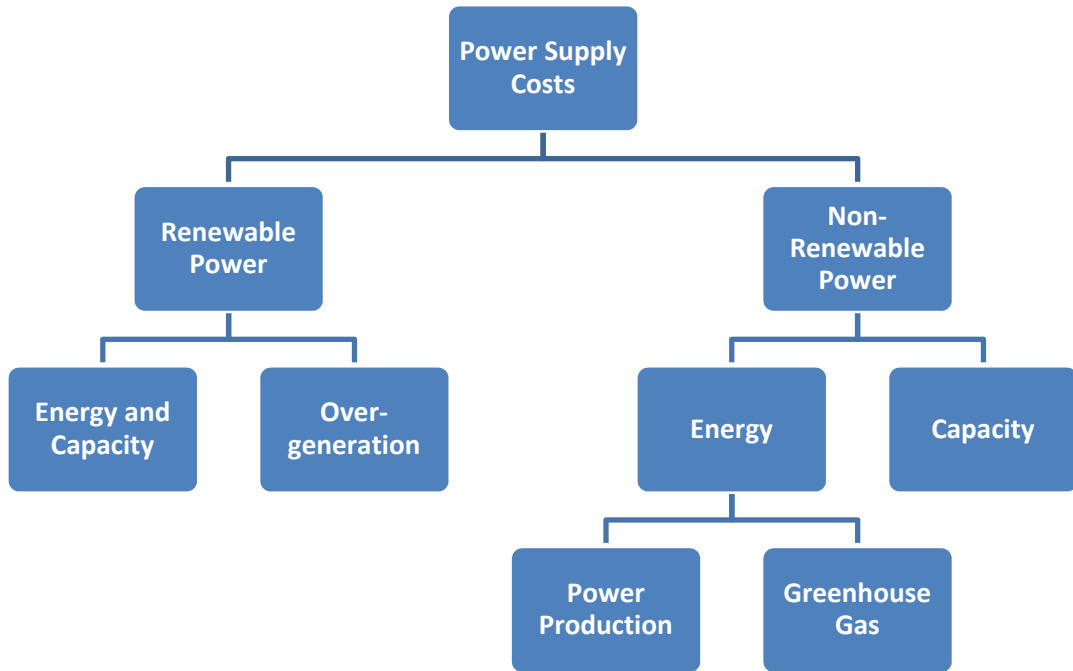 Power Supply
Costs
Renewable
Power
Non-
Renewable
Power
Energy and
Capacity
Over-
generation
Energy
Capacity
Power
Production
Greenhouse
Gas